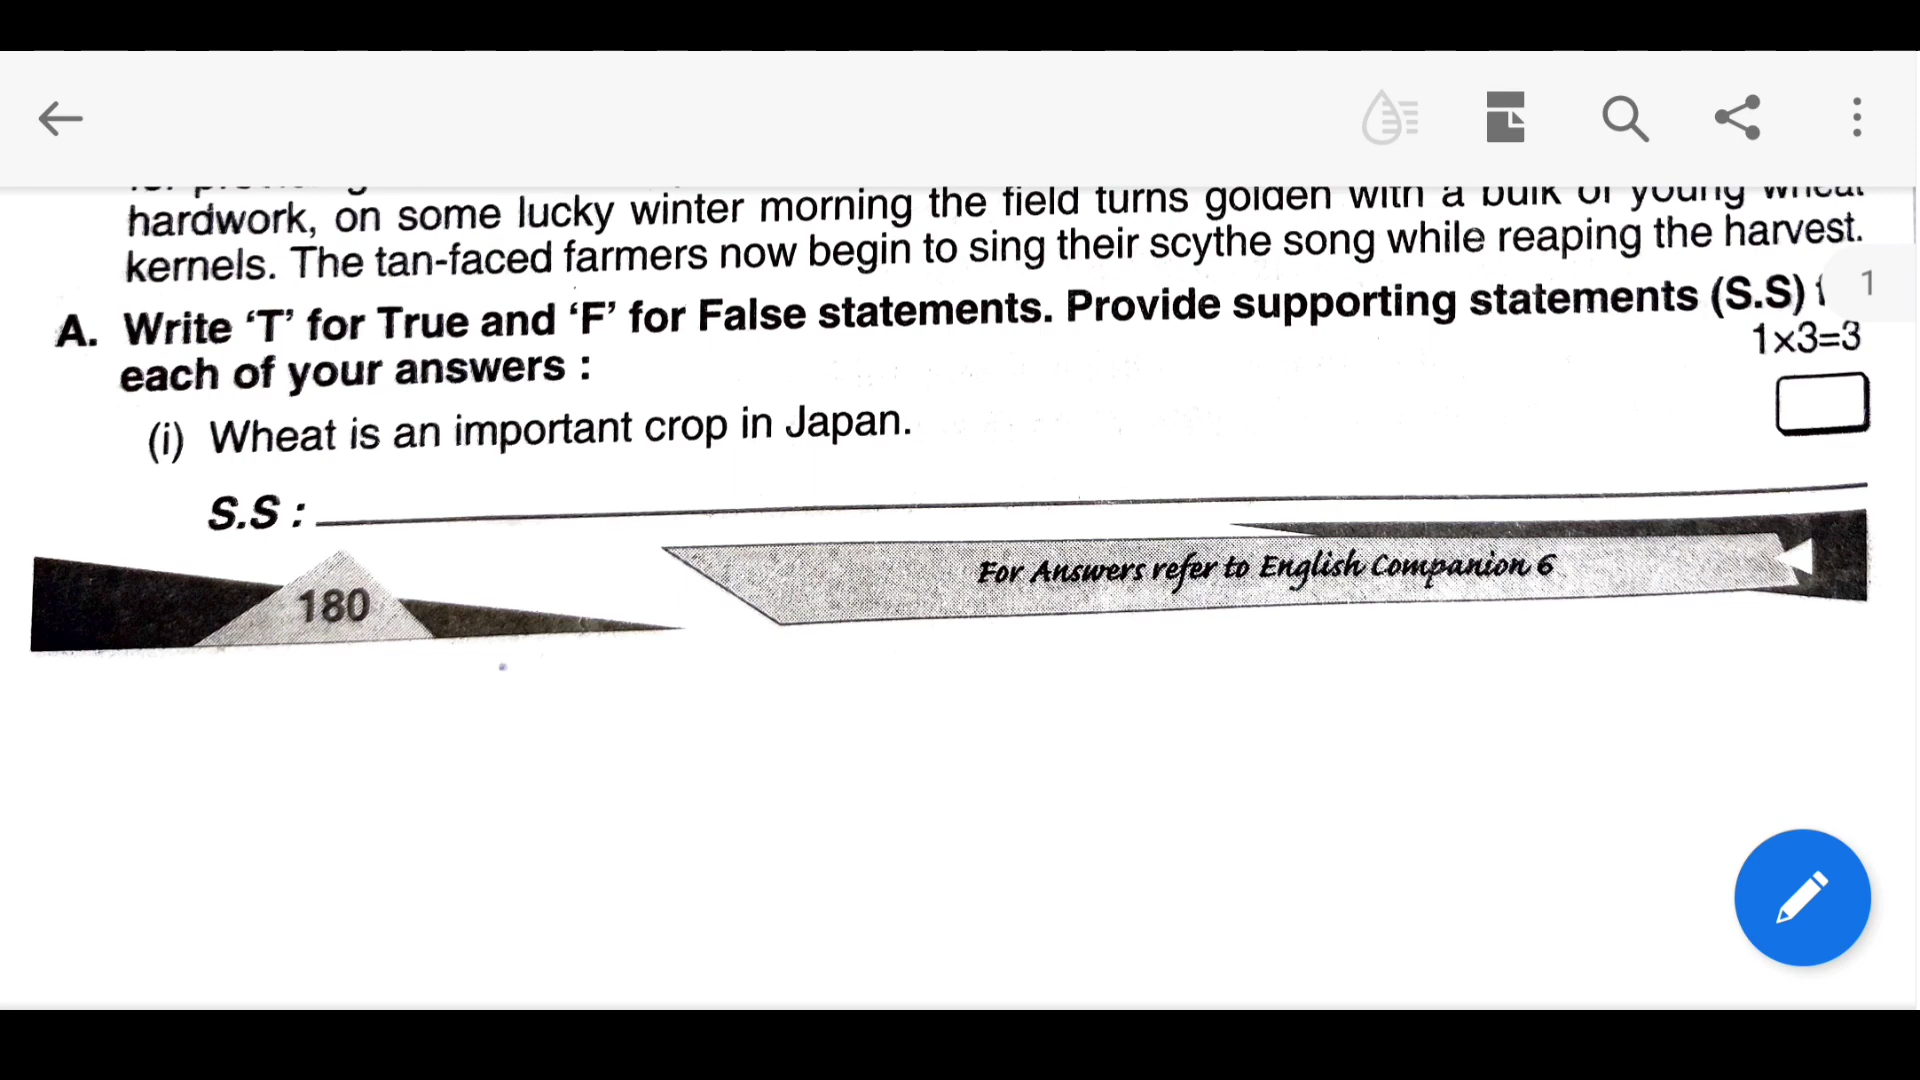 hardwork, on some lucky winter morning the field turns golden with a bulk of young wheat
kernels. The tan-faced farmers now begin to sing their scythe song while reaping the harvest.
1
A. Write ‘T’ for True and ‘F’ for False statements. Provide supporting statements (S.S)
each of your answers :
1×3=3
(i) Wheat is an important crop in Japan.
S.S :
180
For Answers refer to English Companion 6